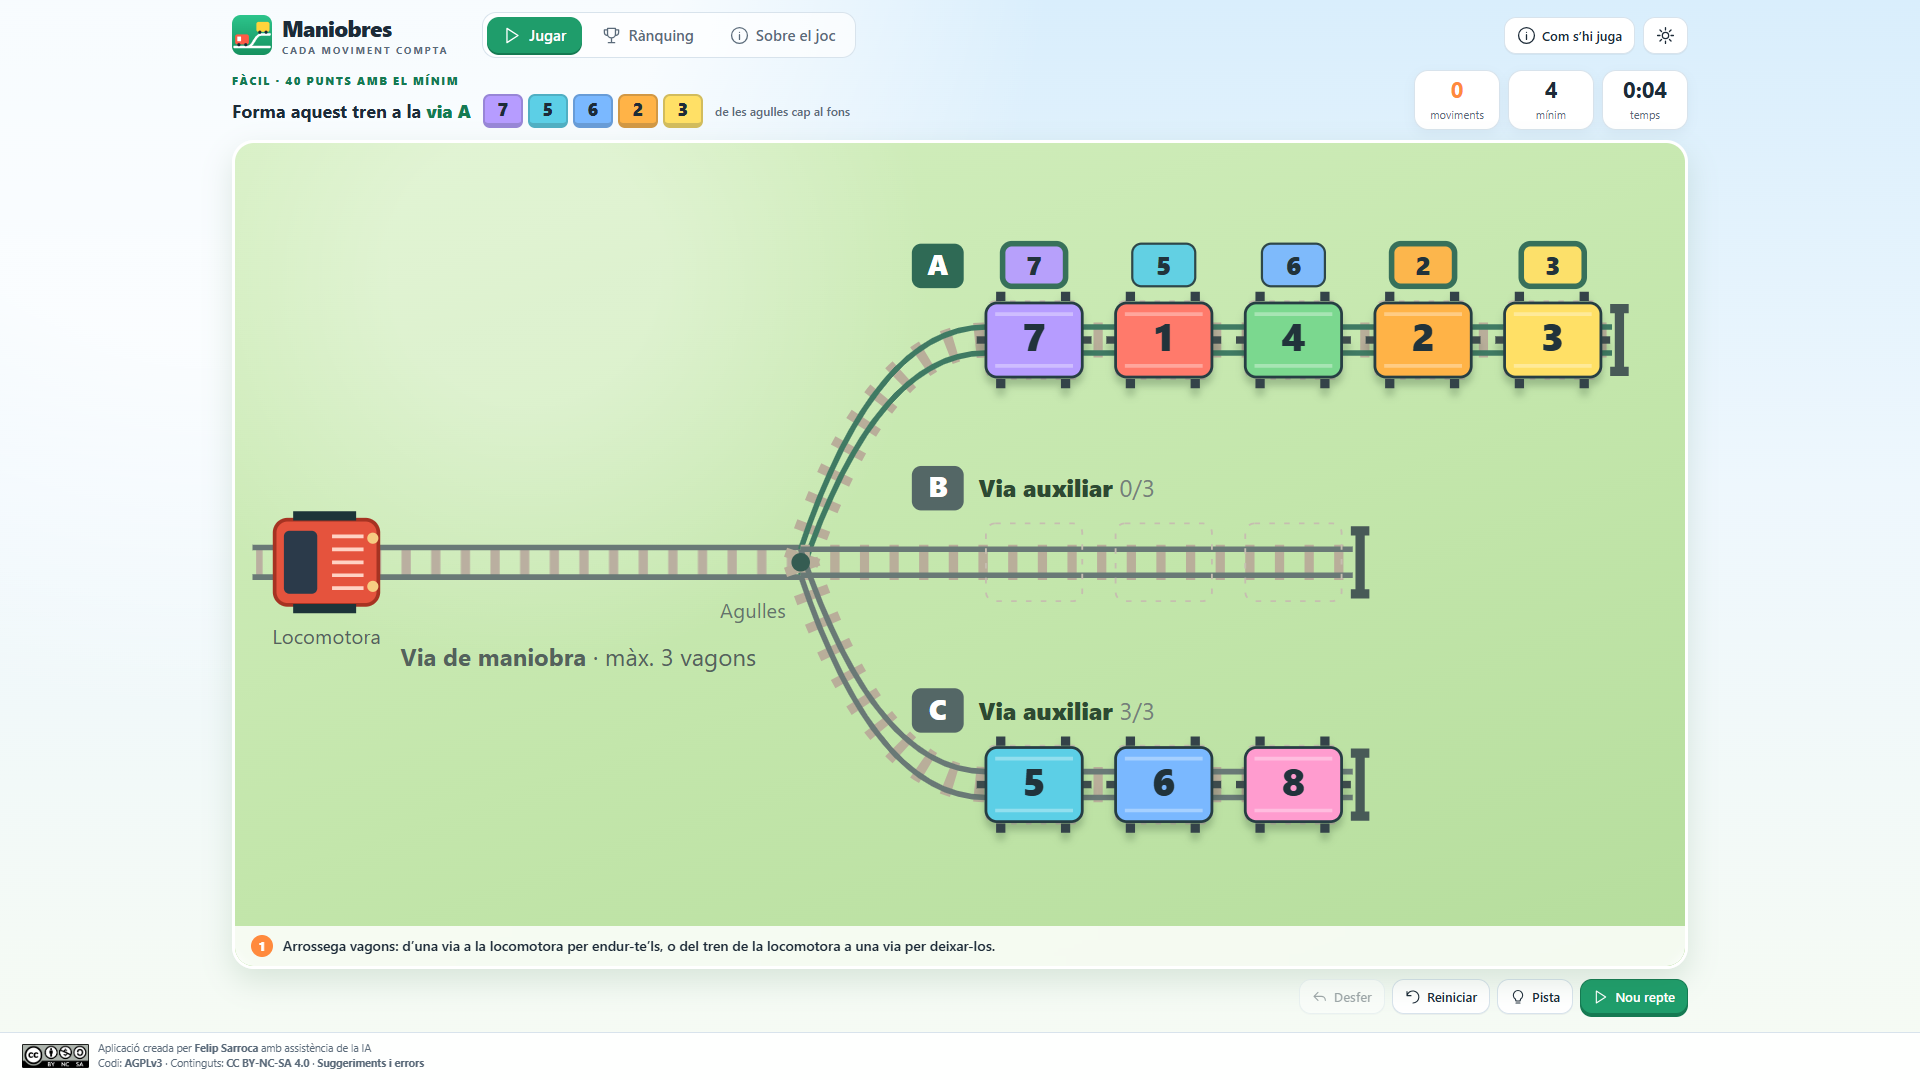 Maniobres
CADA MOVIMENT COMPTA
Jugar
Rànquing
Sobre el joc
Com s'hi juga
FÀCIL · 40 PUNTS AMB EL MÍNIM
Forma aquest tren a la via A 7 5 6 2 3 de les agulles cap al fons
0 moviments
4 mínim
0:04 temps
A 7 5 6 2 3
7 1 4 2 3
B Via auxiliar 0/3
Locomotora
Agulles
Via de maniobra · màx. 3 vagons
C Via auxiliar 3/3
5 6 8
1 Arrossega vagons: d'una via a la locomotora per endur-te'ls, o del tren de la locomotora a una via per deixar-los.
Desfer
Reiniciar
Pista
Nou repte
cc BY NC SA
Aplicació creada per Felip Sarroca amb assistència de la IA
Codi: AGPLv3 · Continguts: CC BY-NC-SA 4.0 · Suggeriments i errors